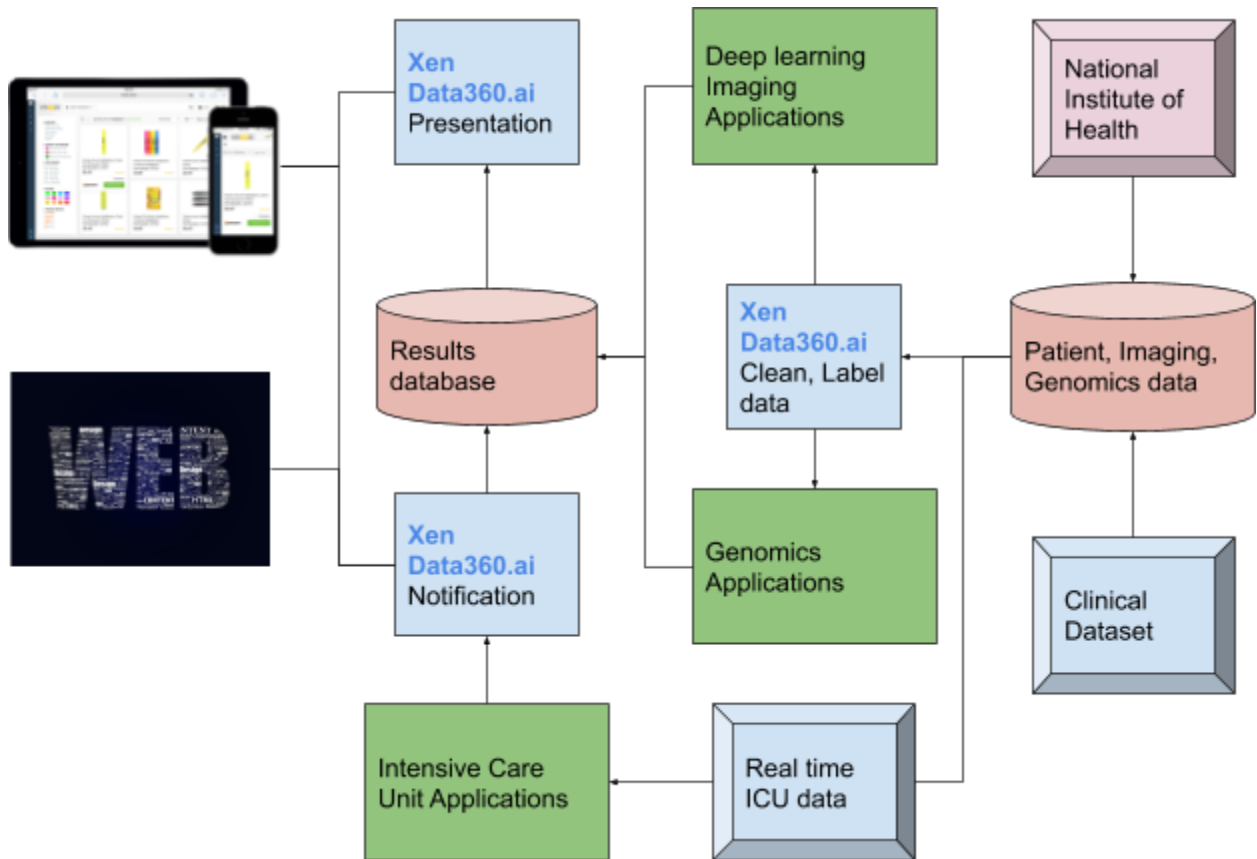 Xen
Data360.ai
Presentation
Deep learning
Imaging
Applications
National
Institute of
Health
Results
database
Xen
Data360.ai
Clean, Label
data
Patient, Imaging,
Genomics data
WEB
Xen
Data360.ai
Notification
Genomics
Applications
Clinical
Dataset
Intensive Care
Unit Applications
Real time
ICU data